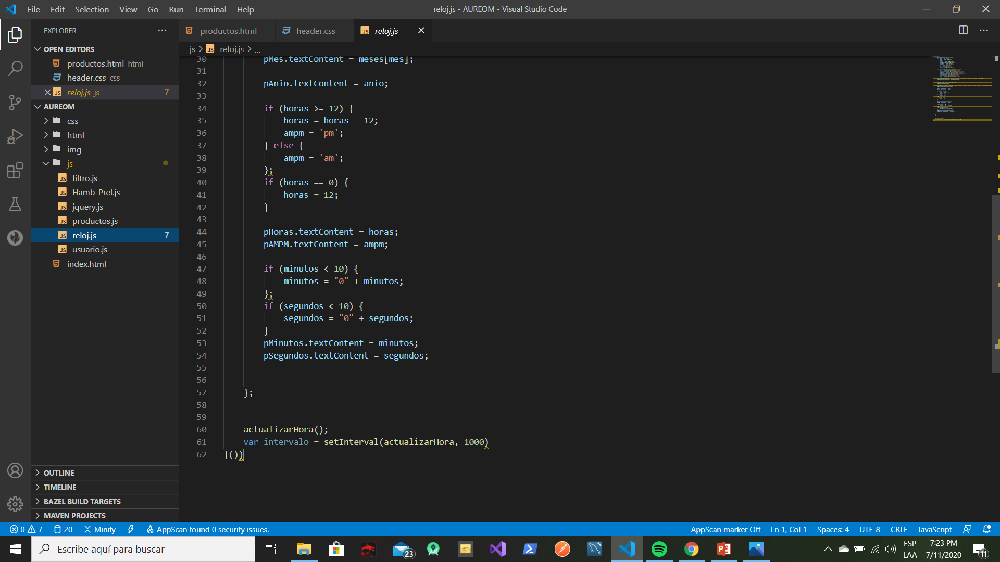 File Edit Selection View Go Run Terminal Help
reloj.js - AUREOM - Visual Studio Code
EXPLORER
OPEN EDITORS
productos.html html
header.css css
reloj.js js 7
AUREOM
css
html
img
js
filtro.js
Hamb-Prel.js
jquery.js
productos.js
reloj.js 7
usuario.js
index.html
OUTLINE
TIMELINE
BAZEL BUILD TARGETS
MAVEN PROJECTS
productos.html header.css reloj.js
js > reloj.js > ...
30 pMes.textContent = meses[mes];
31
32 pAnio.textContent = anio;
33
34 if (horas >= 12) {
35 horas = horas - 12;
36 ampm = 'pm';
37 } else {
38 ampm = 'am';
39 };
40 if (horas == 0) {
41 horas = 12;
42 }
43
44 pHoras.textContent = horas;
45 pAMPM.textContent = ampm;
46
47 if (minutos < 10) {
48 minutos = "0" + minutos;
49 };
50 if (segundos < 10) {
51 segundos = "0" + segundos;
52 }
53 pMinutos.textContent = minutos;
54 pSegundos.textContent = segundos;
55
56
57 };
58
59
60 actualizarHora();
61 var intervalo = setInterval(actualizarHora, 1000)
62 }())
0 7 20 Minify AppScan found 0 security issues.
AppScan marker Off Ln 1, Col 1 Spaces: 4 UTF-8 CRLF JavaScript
Escribe aquí para buscar
23
ESP
LAA
7:23 PM
7/11/2020
11